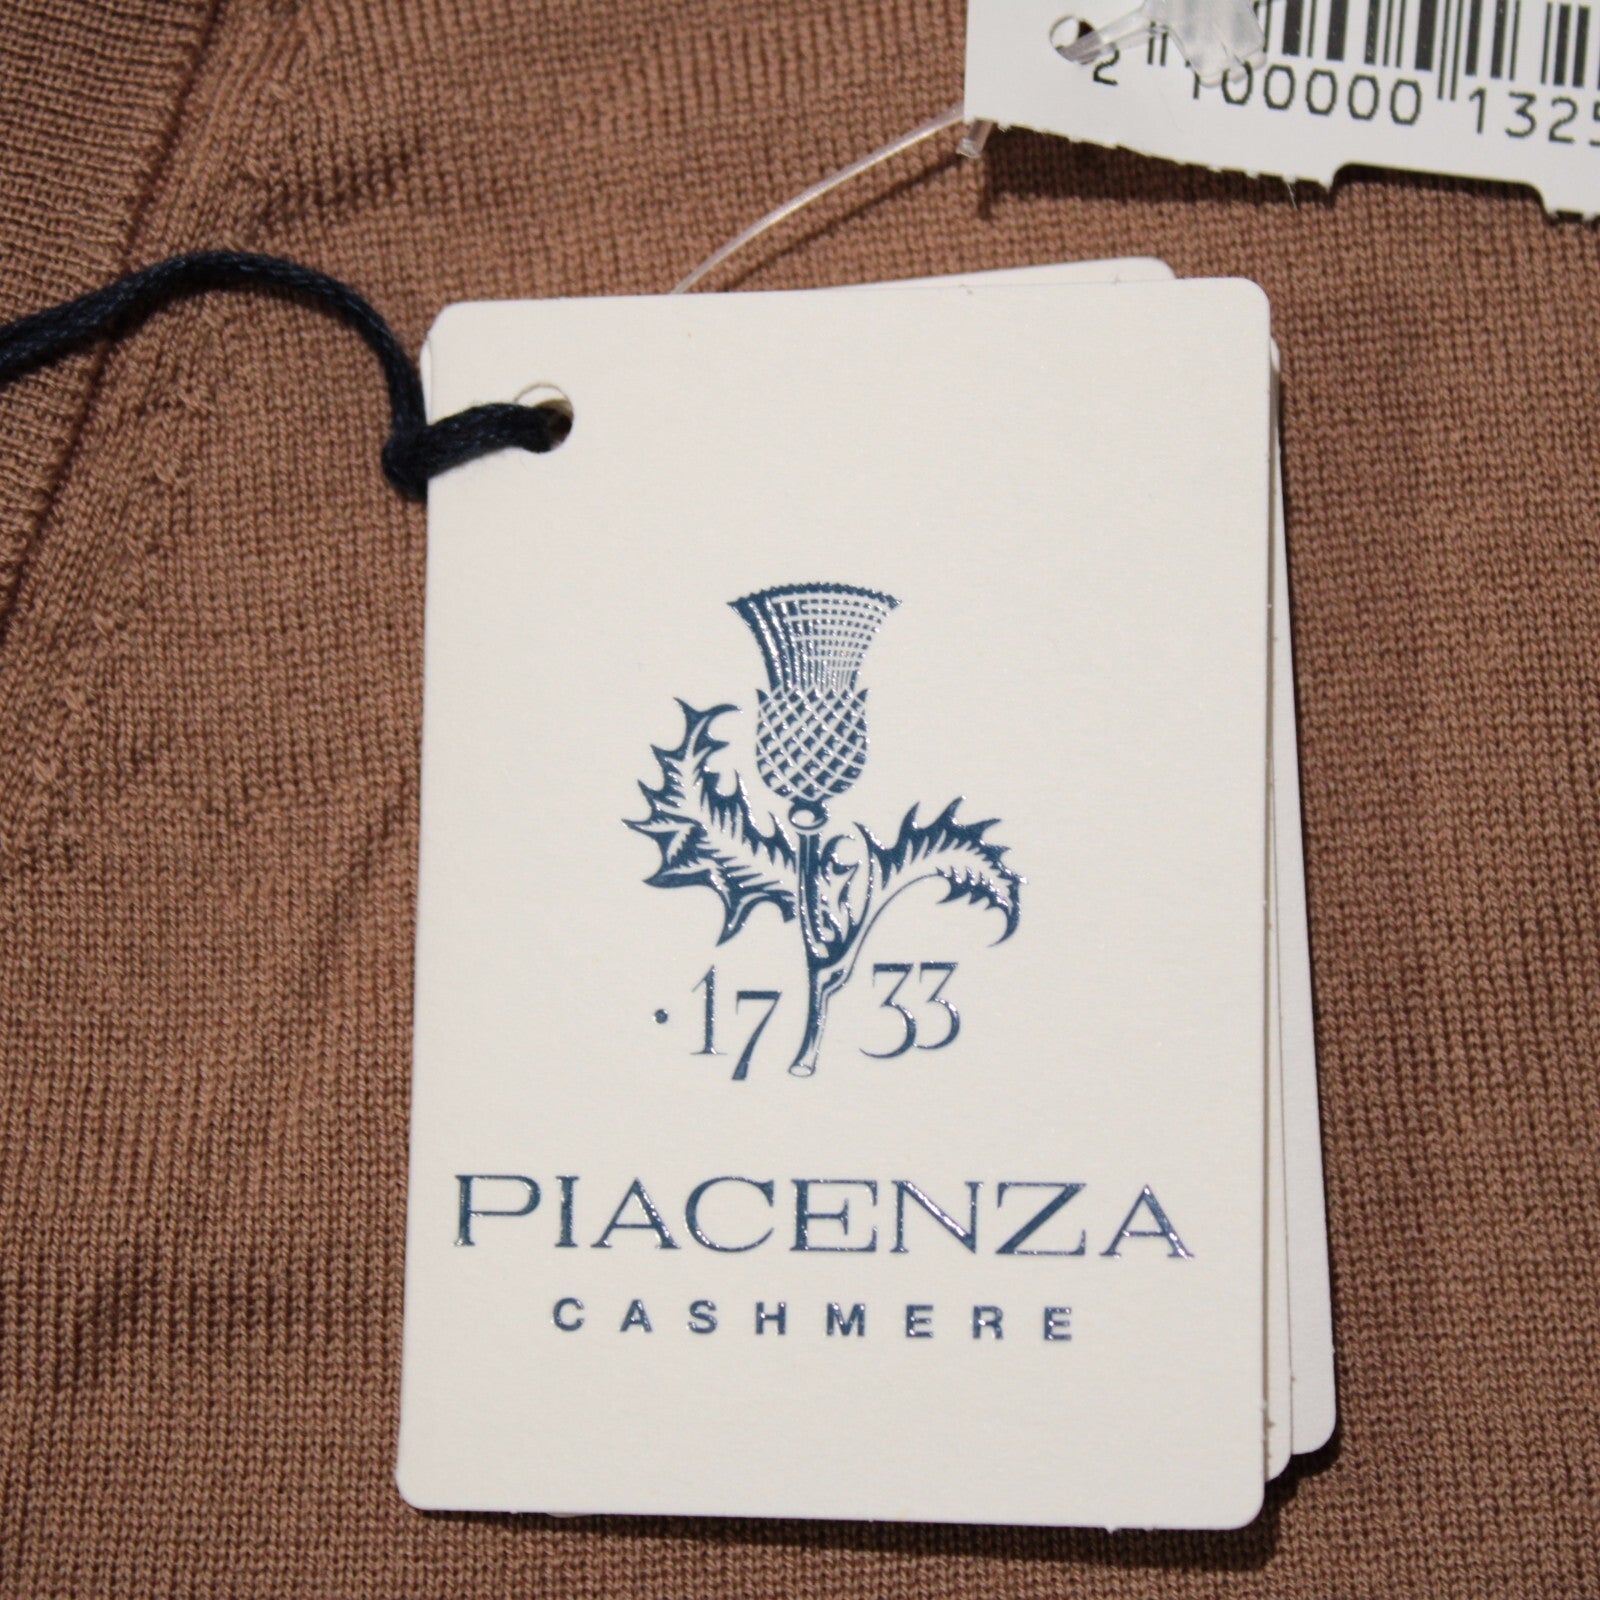 2 100000 1325
· 17 33
PIACENZA
CASHMERE